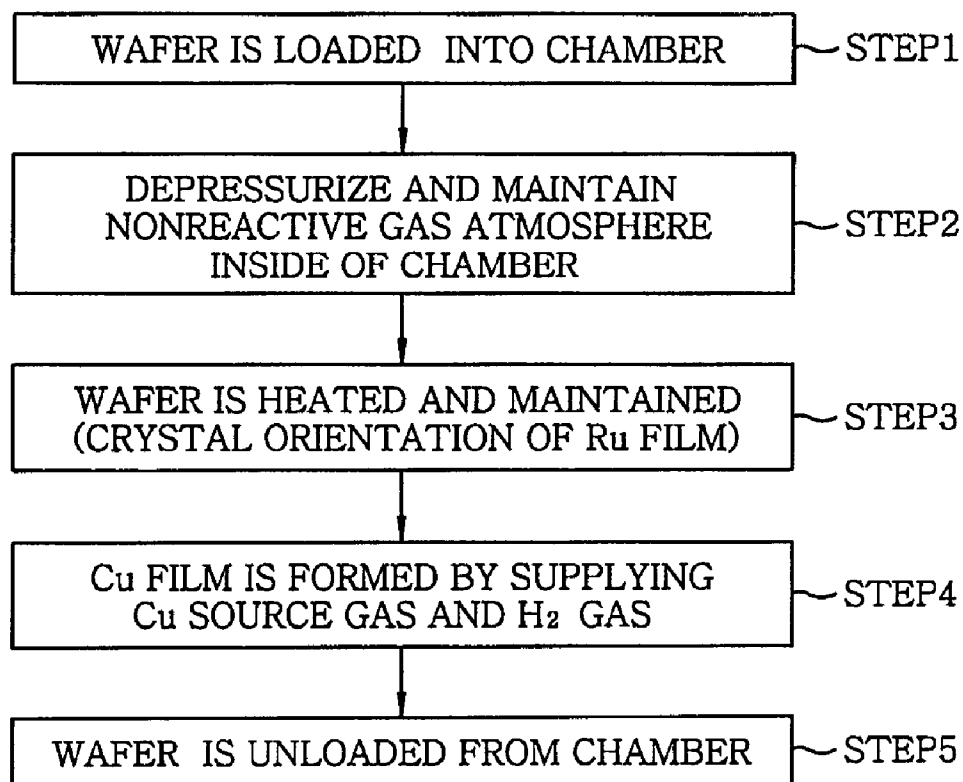 WAFER IS LOADED INTO CHAMBER
STEP1
DEPRESSURIZE AND MAINTAIN
NONREACTIVE GAS ATMOSPHERE
INSIDE OF CHAMBER
STEP2
WAFER IS HEATED AND MAINTAINED
(CRYSTAL ORIENTATION OF Ru FILM)
STEP3
Cu FILM IS FORMED BY SUPPLYING
Cu SOURCE GAS AND H₂ GAS
STEP4
WAFER IS UNLOADED FROM CHAMBER
STEP5